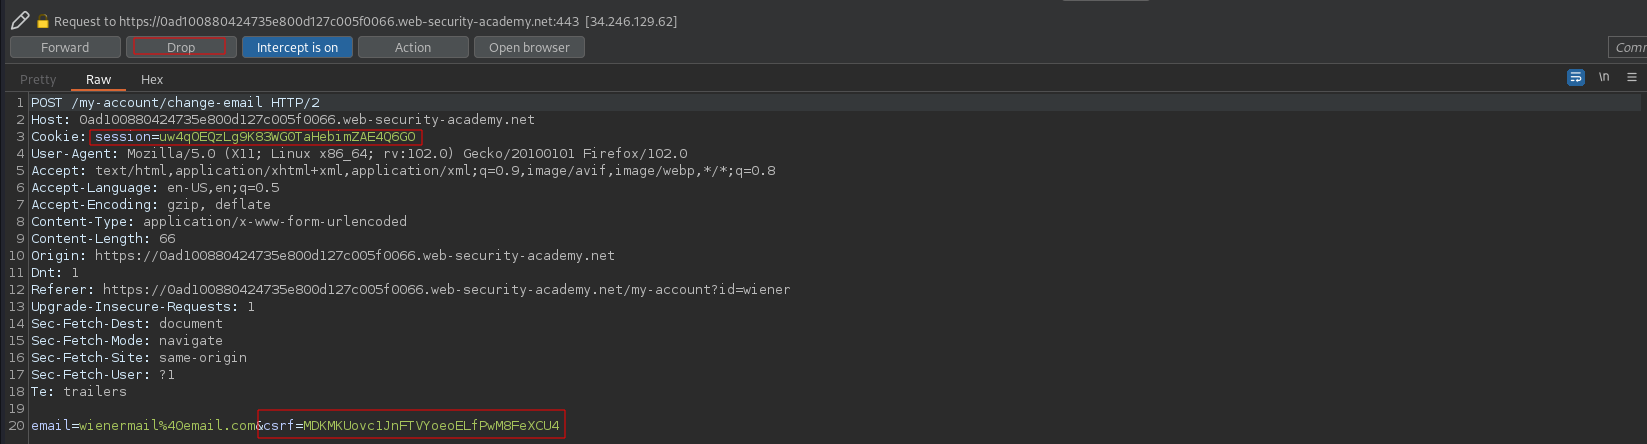 Request to https://0ad100880424735e800d127c005f0066.web-security-academy.net:443 [34.246.129.62]
Forward Drop Intercept is on Action Open browser
Pretty Raw Hex \n ≡
1 POST /my-account/change-email HTTP/2
2 Host: 0ad100880424735e800d127c005f0066.web-security-academy.net
3 Cookie: session=uw4qOEQzLg9K83WG0TaHebimZAE4Q6GO
4 User-Agent: Mozilla/5.0 (X11; Linux x86_64; rv:102.0) Gecko/20100101 Firefox/102.0
5 Accept: text/html,application/xhtml+xml,application/xml;q=0.9,image/avif,image/webp,*/*;q=0.8
6 Accept-Language: en-US,en;q=0.5
7 Accept-Encoding: gzip, deflate
8 Content-Type: application/x-www-form-urlencoded
9 Content-Length: 66
10 Origin: https://0ad100880424735e800d127c005f0066.web-security-academy.net
11 Dnt: 1
12 Referer: https://0ad100880424735e800d127c005f0066.web-security-academy.net/my-account?id=wiener
13 Upgrade-Insecure-Requests: 1
14 Sec-Fetch-Dest: document
15 Sec-Fetch-Mode: navigate
16 Sec-Fetch-Site: same-origin
17 Sec-Fetch-User: ?1
18 Te: trailers
19
20 email=wienermail%40email.com&csrf=MDKMKUovc1JnFTVYoeoELfPwM8FeXCU4